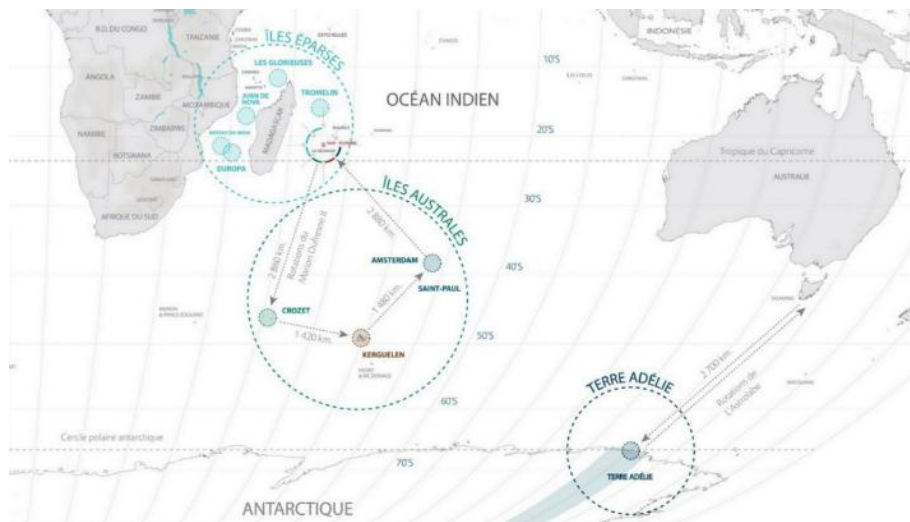 R.D. DU CONGO
TANZANIE
SEYCHELLES
INDONÉSIE
ÎLES ÉPARSES
LES GLORIEUSES
10°S
ANGOLA
ZAMBIE
JUAN DE
NOVA
TROMELIN
OCÉAN INDIEN
MOZAMBIQUE
MADAGASCAR
ZIMBABWE
20°S
NAMIBIE
BOTSWANA
EUROPA
Tropique du Capricorne
AUSTRALIE
AFRIQUE DU SUD
ÎLES AUSTRALES
30°S
2 860 km.
Rotations du
Marion Dufresne II
2 880 km.
AMSTERDAM
40°S
SAINT-PAUL
CROZET
1 480 km.
1 420 km.
50°S
KERGUELEN
TERRE ADÉLIE
2 700 km.
Rotations de
L'Astrolabe
60°S
Cercle polaire antarctique
70°S
TERRE ADÉLIE
ANTARCTIQUE